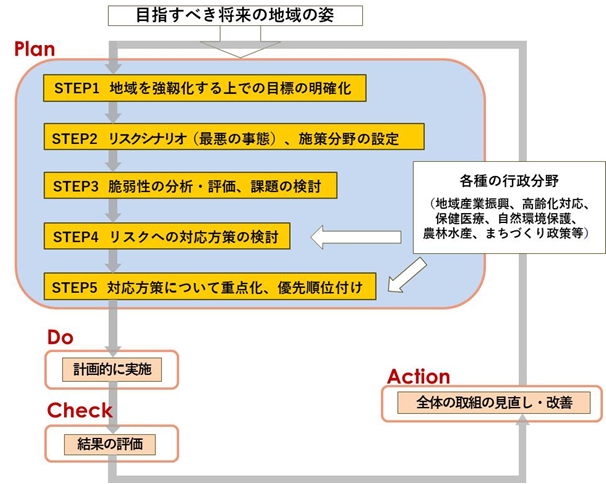 目指すべき将来の地域の姿
Plan
STEP1 地域を強靱化する上での目標の明確化
STEP2 リスクシナリオ（最悪の事態）、施策分野の設定
STEP3 脆弱性の分析・評価、課題の検討
STEP4 リスクへの対応方策の検討
STEP5 対応方策について重点化、優先順位付け
各種の行政分野
（地域産業振興、高齢化対応、
保健医療、自然環境保護、
農林水産、まちづくり政策等）
Do
計画的に実施
Check
結果の評価
Action
全体の取組の見直し・改善